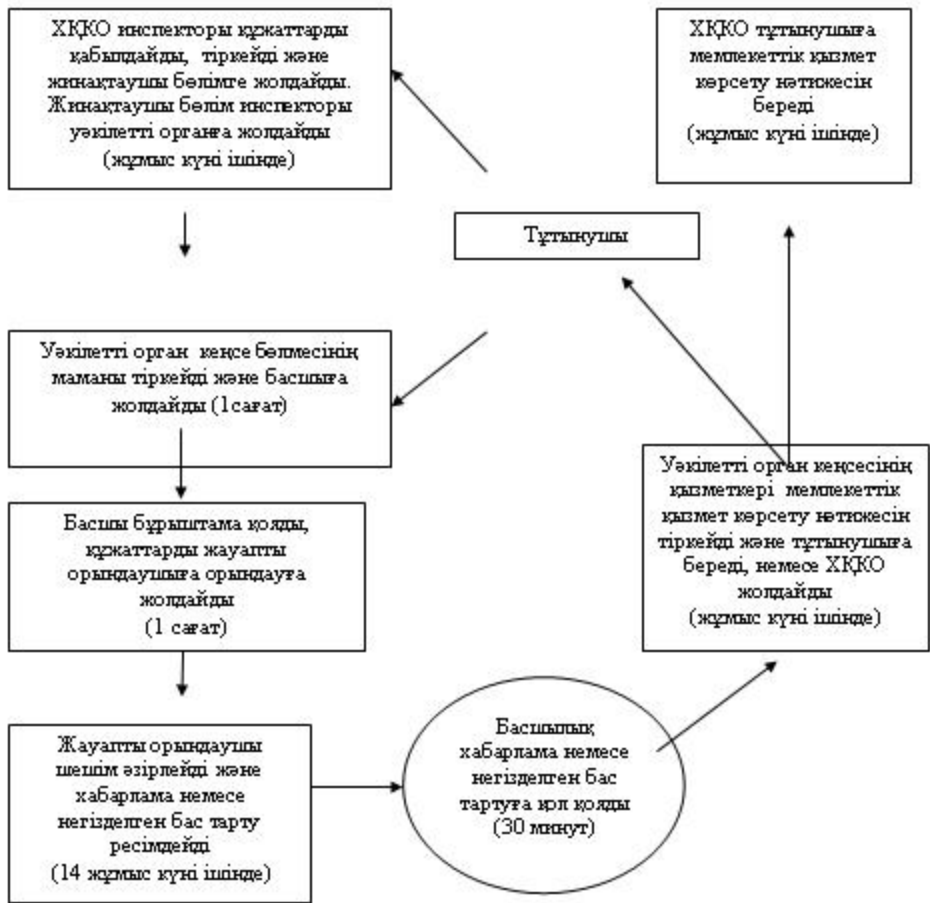 ХҚКО инспекторы құжаттарды
қабылдайды, тіркейді және
жинақтаушы бөлімге жолдайды.
Жинақтаушы бөлім инспекторы
уәкілетті органға жолдайды
(жұмыс күні ішінде)
ХҚКО тұтынушыға
мемлекеттік қызмет
көрсету нәтижесін
береді
(жұмыс күні ішінде)
Тұтынушы
Уәкілетті орган кеңсе бөлмесінің
маманы тіркейді және басшыға
жолдайды (1сағат)
Басшы бұрыштама қояды,
құжаттарды жауапты
орындаушыға орындауға
жолдайды
(1 сағат)
Уәкілетті орган кеңсесінің
қызметкері мемлекеттік
қызмет көрсету нәтижесін
тіркейді және тұтынушыға
береді, немесе ХҚКО
жолдайды
(жұмыс күні ішінде)
Жауапты орындаушы
шешім әзірлейді және
хабарлама немесе
негізделген бас тарту
ресімдейді
(14 жұмыс күні ішінде)
Басшылық
хабарлама немесе
негізделген бас
тартуға қол қояды
(30 минут)